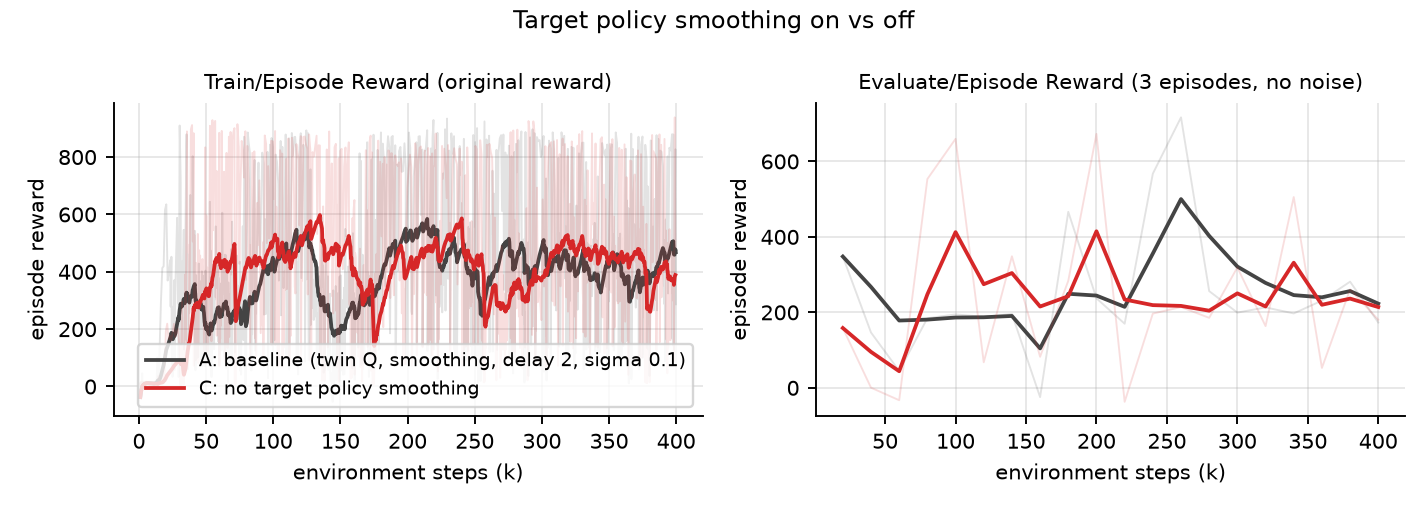 Target policy smoothing on vs off
Train/Episode Reward (original reward)
episode reward
800
600
400
200
0
A: baseline (twin Q, smoothing, delay 2, sigma 0.1)
C: no target policy smoothing
0 50 100 150 200 250 300 350 400
environment steps (k)
Evaluate/Episode Reward (3 episodes, no noise)
episode reward
600
400
200
0
50 100 150 200 250 300 350 400
environment steps (k)